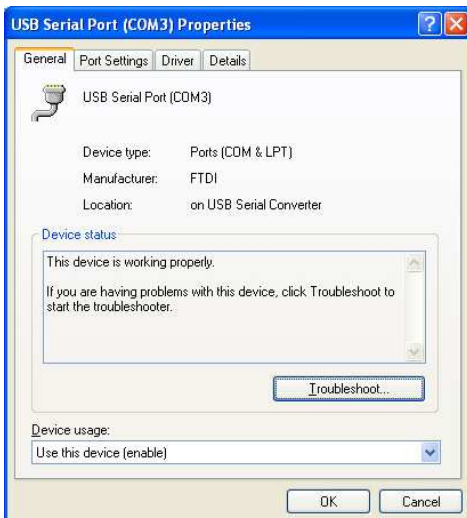 USB Serial Port (COM3) Properties
General Port Settings Driver Details
USB Serial Port (COM3)
Device type: Ports (COM & LPT)
Manufacturer: FTDI
Location: on USB Serial Converter
Device status
This device is working properly.
If you are having problems with this device, click Troubleshoot to
start the troubleshooter.
Troubleshoot...
Device usage:
Use this device (enable)
OK Cancel